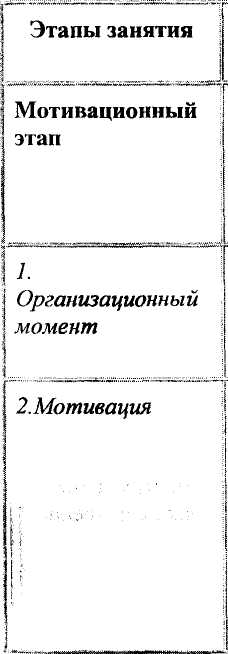 Этапы занятия
Мотивационный
этап
1.
Организационный
момент
2.Мотивация